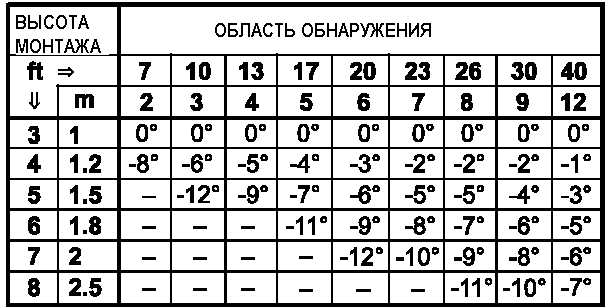 ВЫСОТА МОНТАЖА ОБЛАСТЬ ОБНАРУЖЕНИЯ
ft ⇒ 7 10 13 17 20 23 26 30 40
⇓ m 2 3 4 5 6 7 8 9 12
3 1 0° 0° 0° 0° 0° 0° 0° 0° 0°
4 1.2 -8° -6° -5° -4° -3° -2° -2° -2° -1°
5 1.5 – -12° -9° -7° -6° -5° -5° -4° -3°
6 1.8 – – – -11° -9° -8° -7° -6° -5°
7 2 – – – – -12° -10° -9° -8° -6°
8 2.5 – – – – – – -11° -10° -7°